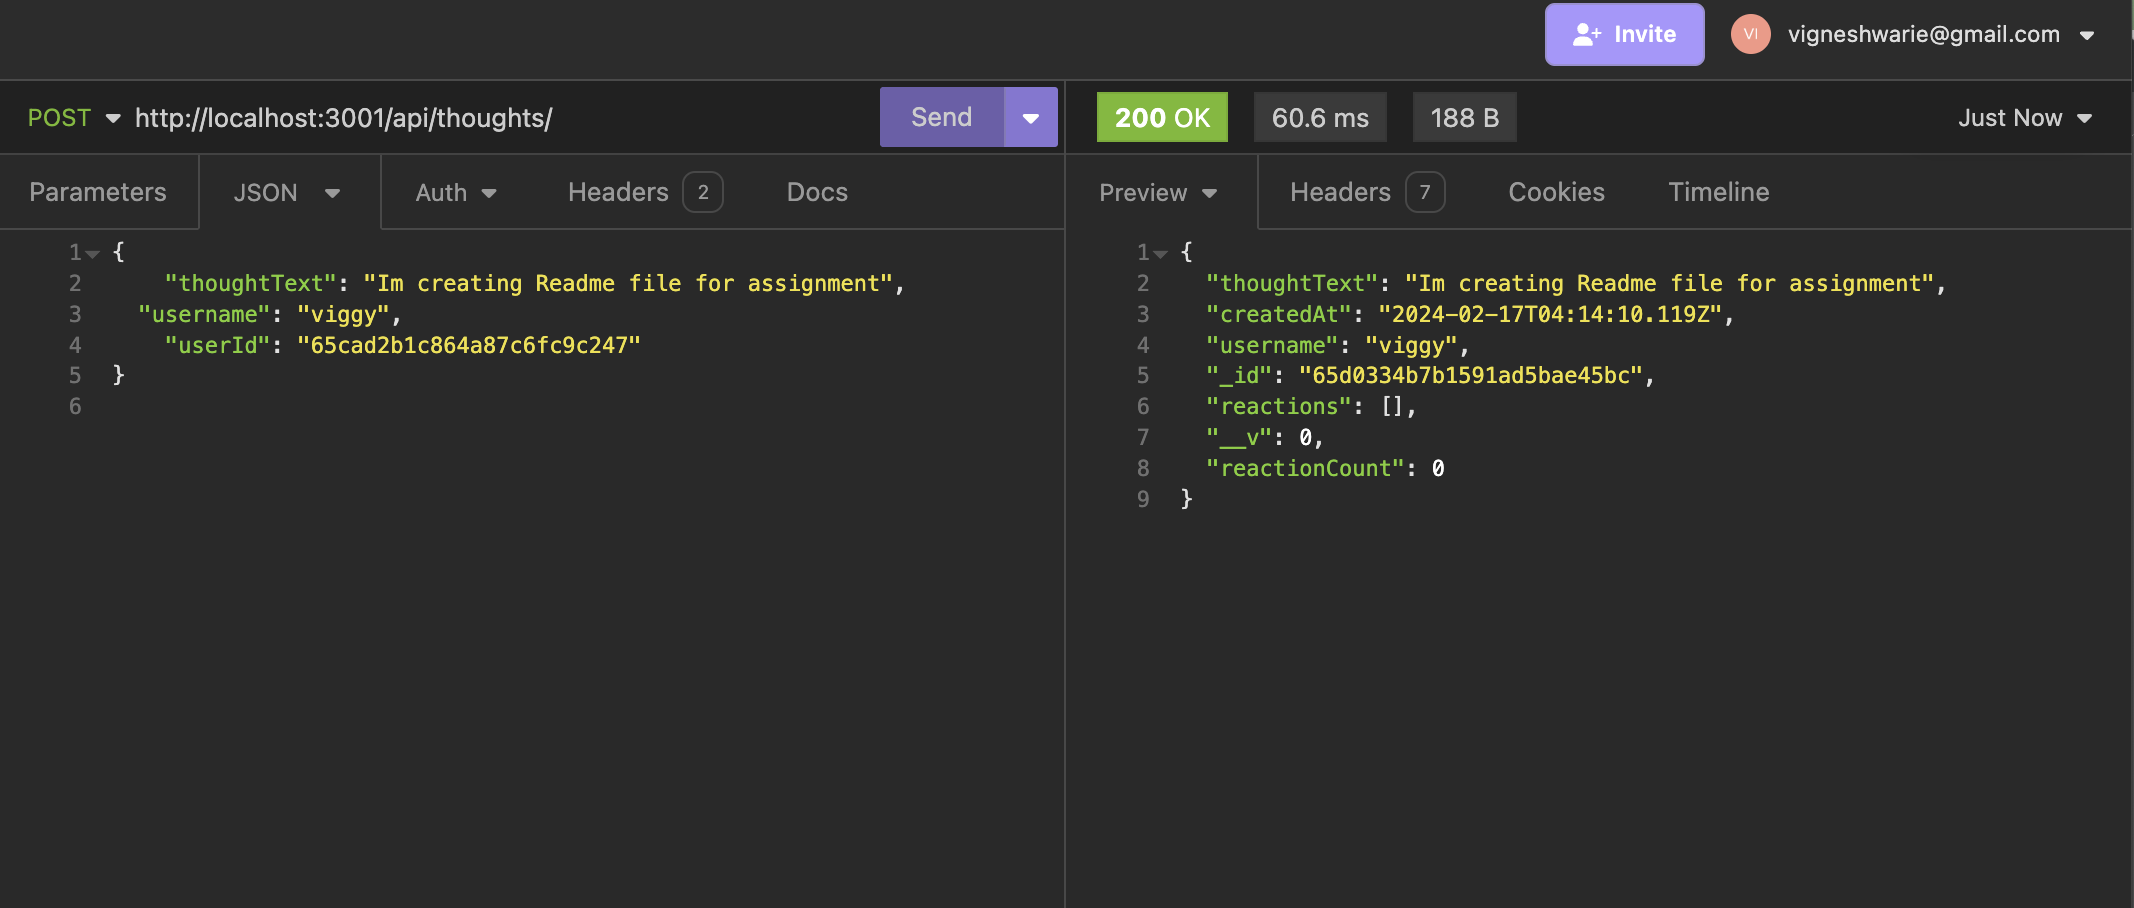 Invite
VI vigneshwarie@gmail.com
POST http://localhost:3001/api/thoughts/ Send
200 OK 60.6 ms 188 B Just Now
Parameters JSON Auth Headers 2 Docs
1 {
2 "thoughtText": "Im creating Readme file for assignment",
3 "username": "viggy",
4 "userId": "65cad2b1c864a87c6fc9c247"
5 }
6
Preview Headers 7 Cookies Timeline
1 {
2 "thoughtText": "Im creating Readme file for assignment",
3 "createdAt": "2024-02-17T04:14:10.119Z",
4 "username": "viggy",
5 "_id": "65d0334b7b1591ad5bae45bc",
6 "reactions": [],
7 "__v": 0,
8 "reactionCount": 0
9 }